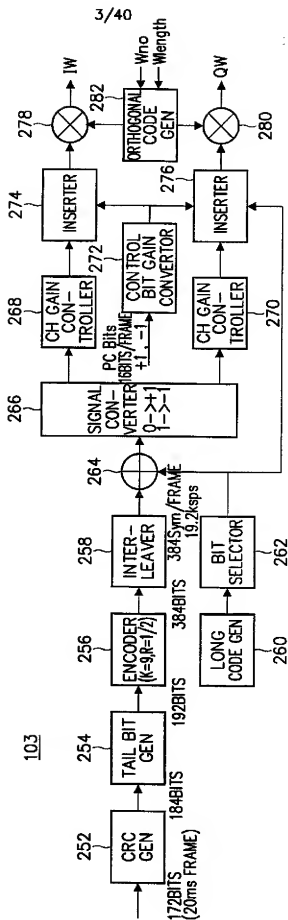 3/40
103
172BITS
(20ms FRAME)
252
CRC
GEN
184BITS
254
TAIL BIT
GEN
192BITS
256
ENCODER
(K=9,R=1/2)
384BITS
258
INTER-
LEAVER
384Sym/FRAME
19.2ksps
260
LONG
CODE GEN
262
BIT
SELECTOR
264
266
SIGNAL
CON-
VERTER
0->+1
1->-1
268
CH GAIN
CON-
TROLLER
PC Bits
16BITS/FRAME
+1, -1
272
CONTROL
BIT GAIN
CONVERTOR
270
CH GAIN
CON-
TROLLER
274
INSERTER
276
INSERTER
278
IW
282
ORTHOGONAL
CODE
GEN
Wno
Wlength
280
QW